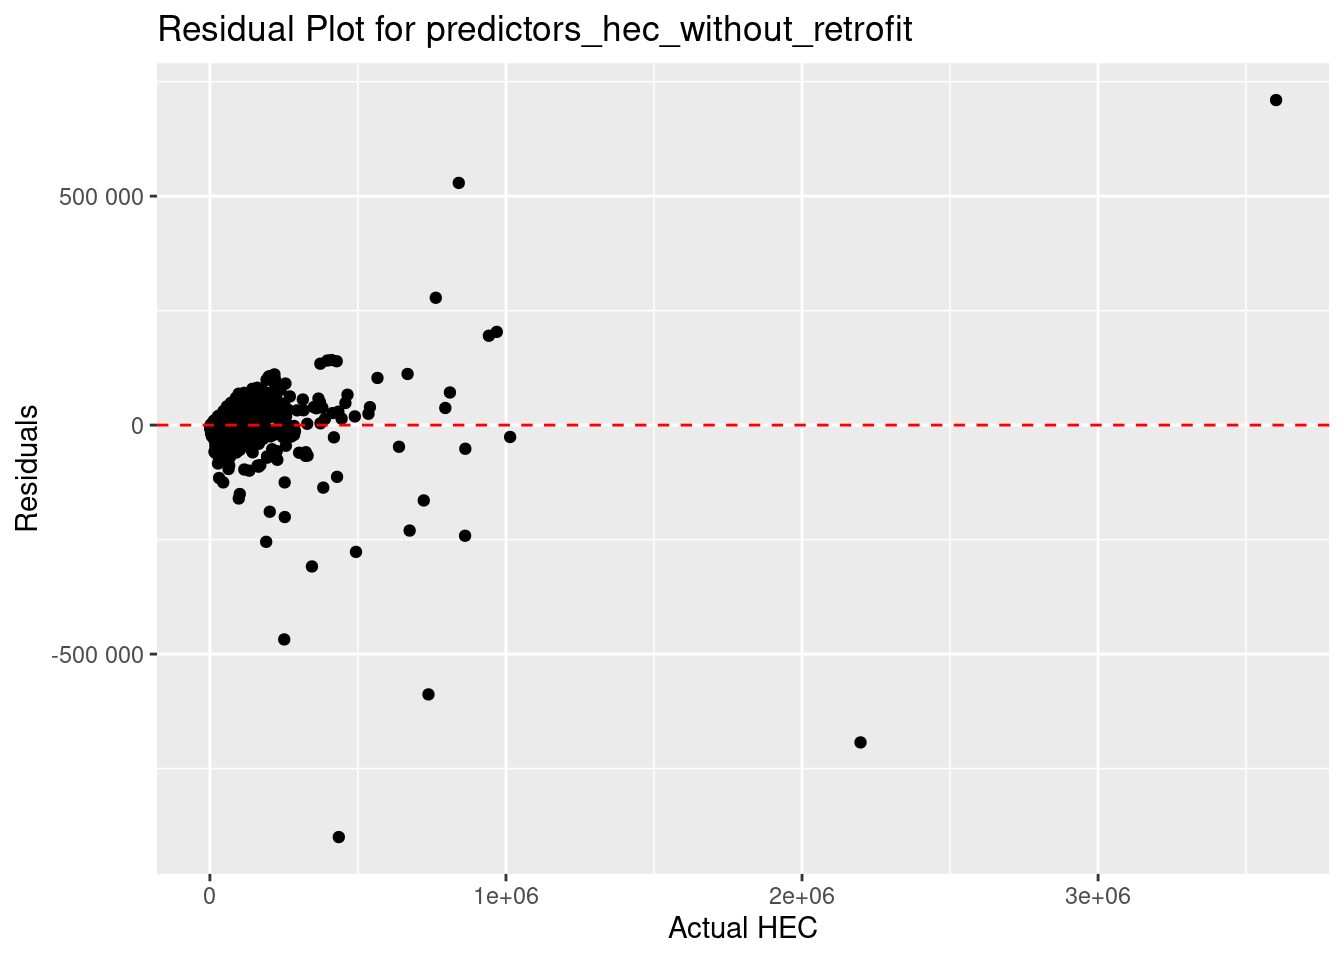 Residual Plot for predictors_hec_without_retrofit
500 000
0
-500 000
Residuals
0 1e+06 2e+06 3e+06
Actual HEC